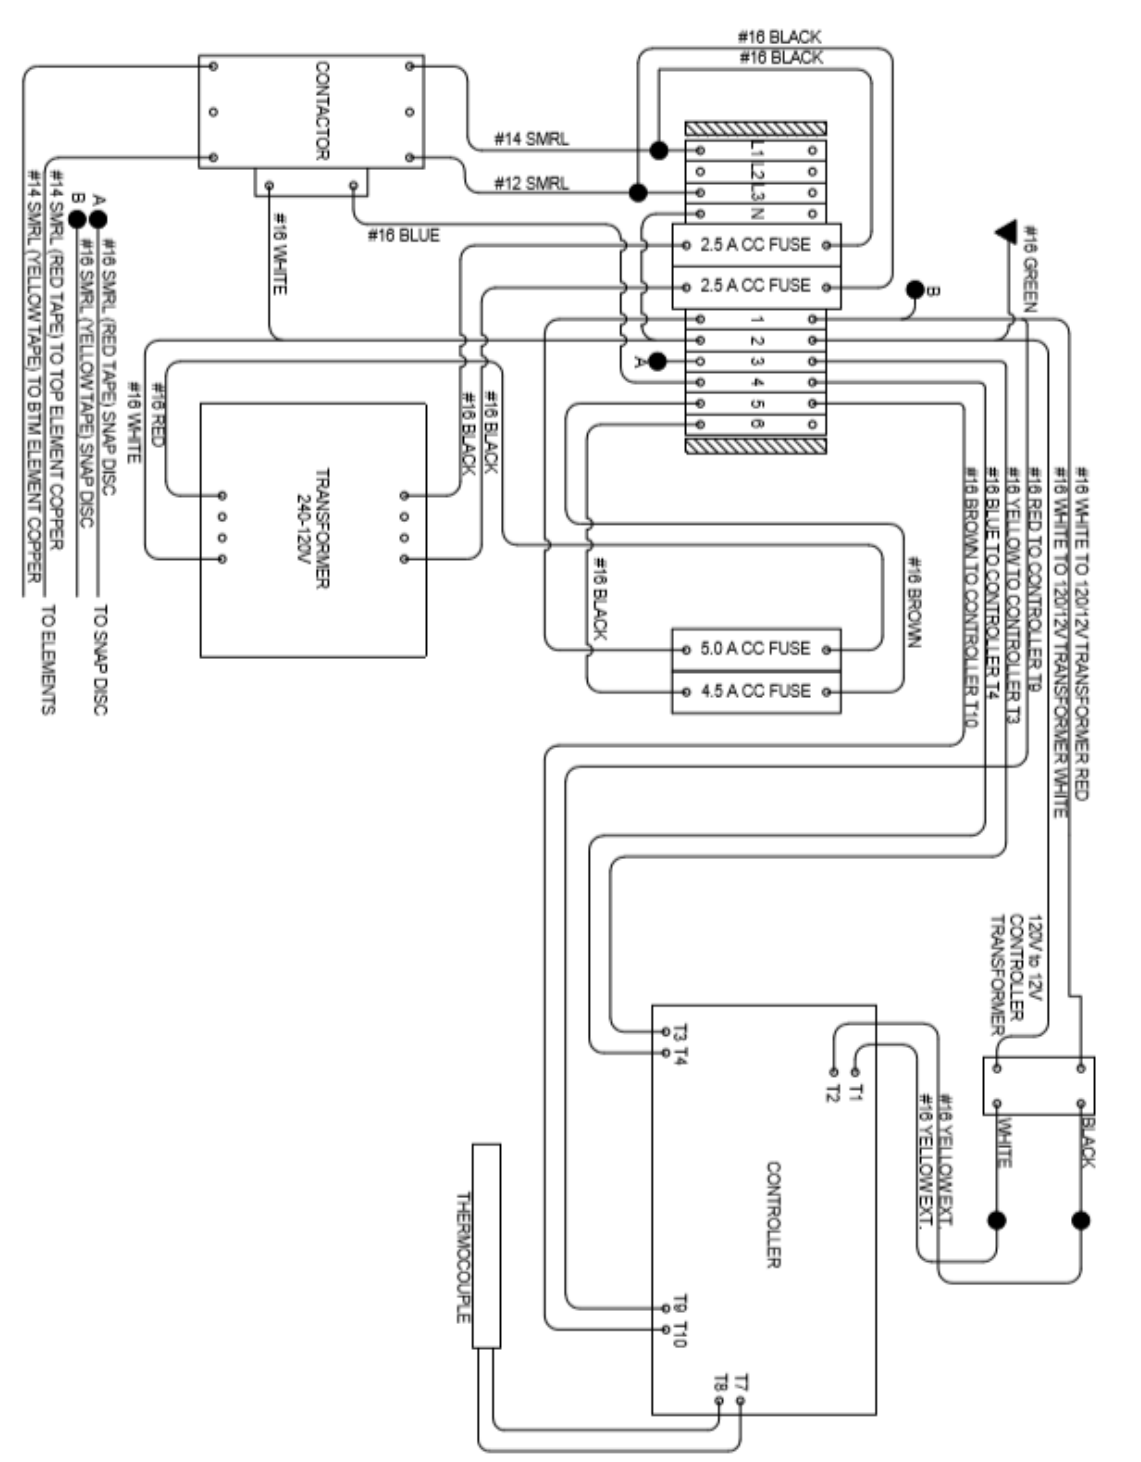 #16 BLACK
#16 BLACK
CONTACTOR
#14 SMRL
#12 SMRL
#16 WHITE
#16 BLUE
L1
L2
L3
N
2.5 A CC FUSE
2.5 A CC FUSE
1
2
3
4
5
6
A
B
#16 GREEN
A
B
#16 SMRL (RED TAPE) SNAP DISC
#16 SMRL (YELLOW TAPE) SNAP DISC
#14 SMRL (RED TAPE) TO TOP ELEMENT COPPER
#14 SMRL (YELLOW TAPE) TO BTM ELEMENT COPPER
TO SNAP DISC
TO ELEMENTS
#16 RED
#16 WHITE
TRANSFORMER
240-120V
#16 BLACK
#16 BLACK
#16 BLACK
#16 BROWN
5.0 A CC FUSE
4.5 A CC FUSE
#16 WHITE TO 120/12V TRANSFORMER RED
#16 WHITE TO 120/12V TRANSFORMER WHITE
#16 RED TO CONTROLLER T9
#16 YELLOW TO CONTROLLER T3
#16 BLUE TO CONTROLLER T4
#16 BROWN TO CONTROLLER T10
120V to 12V
CONTROLLER
TRANSFORMER
BLACK
WHITE
#16 YELLOW EXT.
#16 YELLOW EXT.
T1
T2
T3
T4
CONTROLLER
T9
T10
T7
T8
THERMOCOUPLE